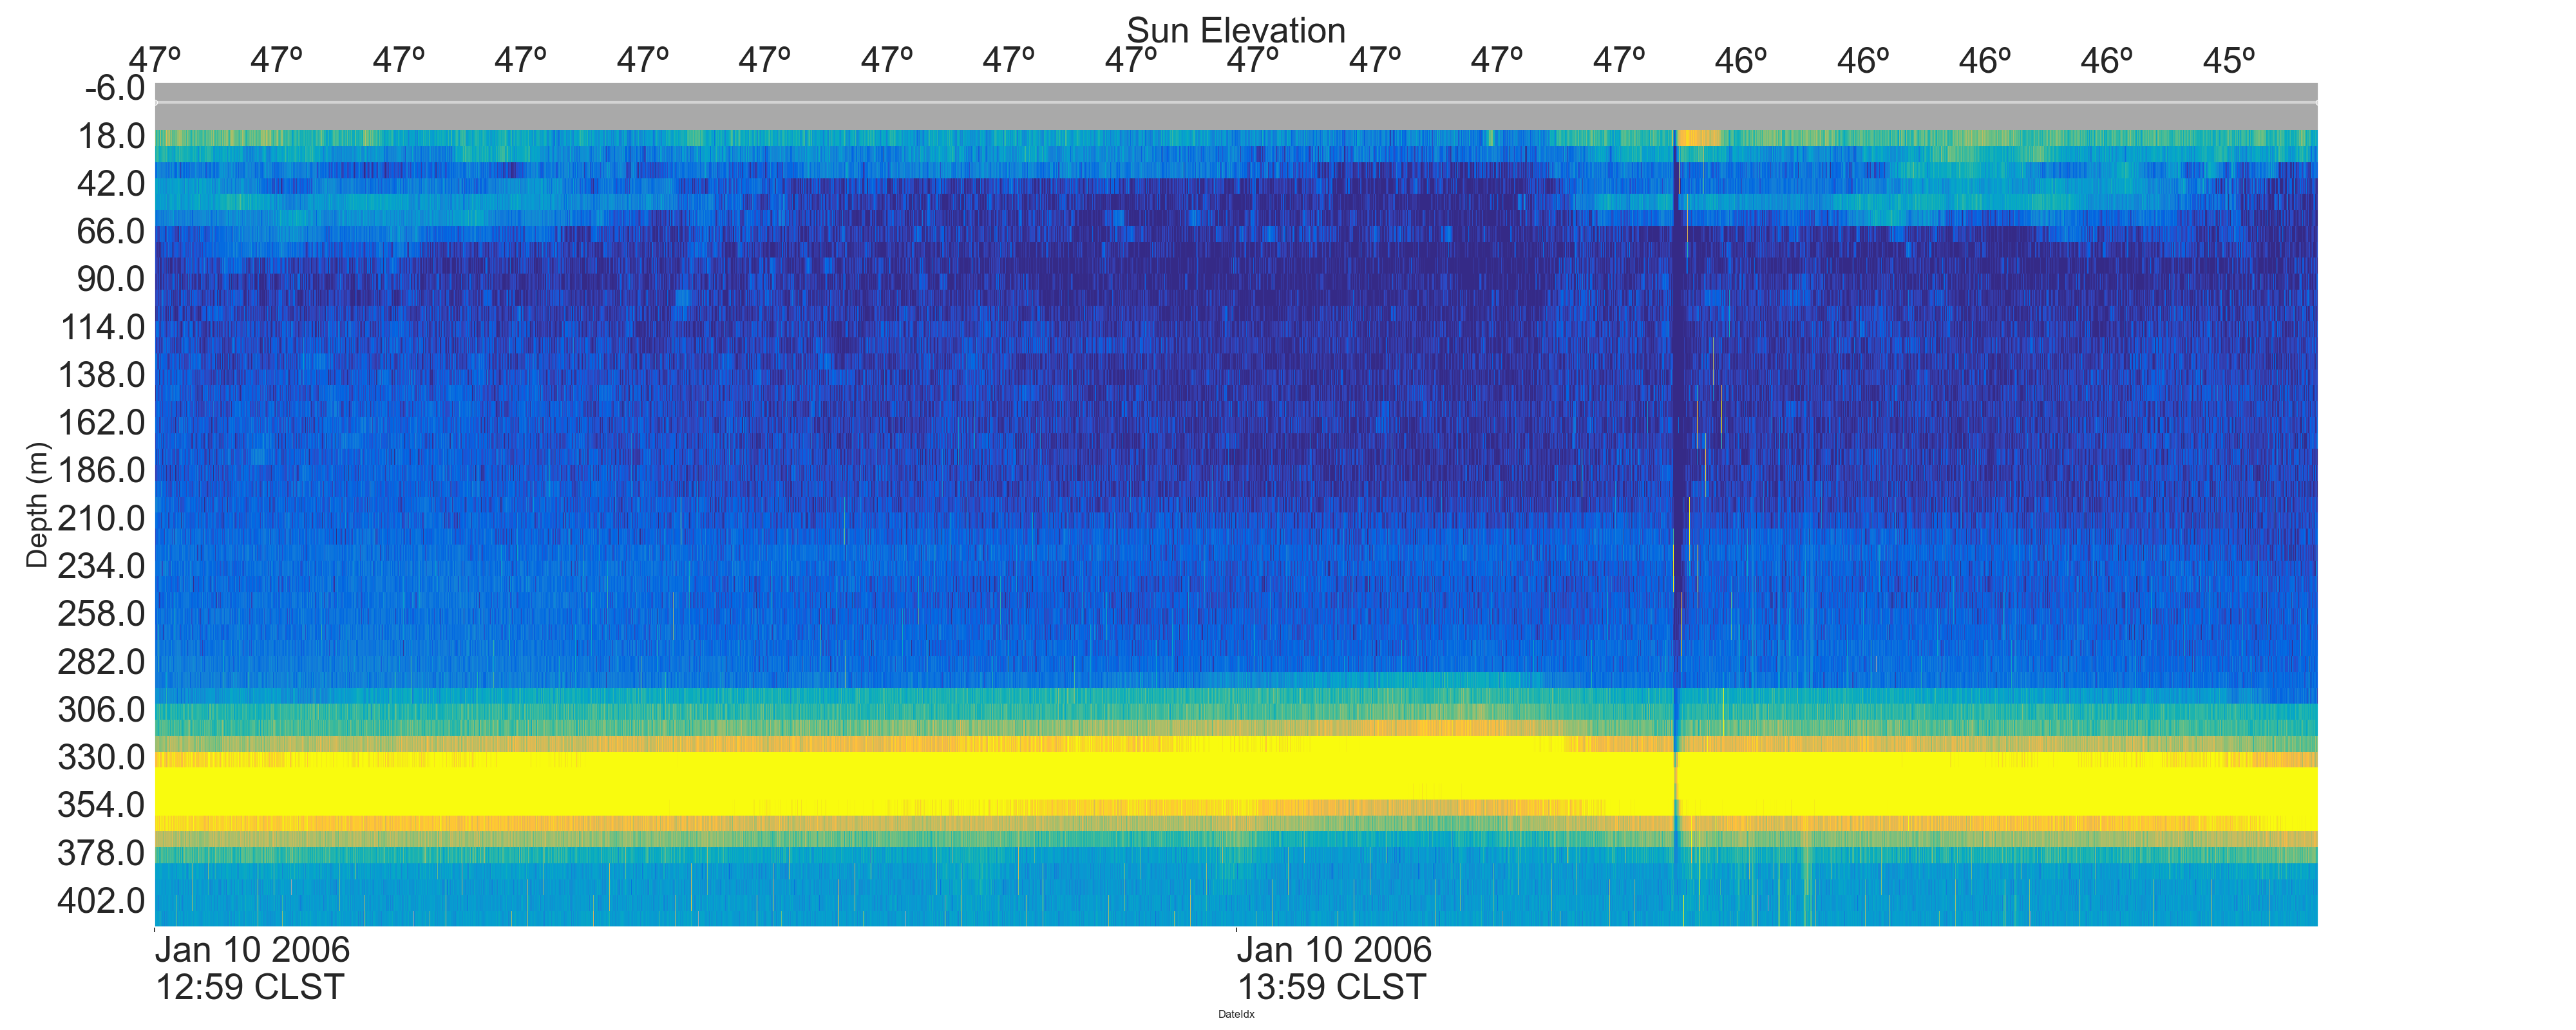 Sun Elevation
47º 47º 47º 47º 47º 47º 47º 47º 47º 47º 47º 47º 47º 46º 46º 46º 46º 45º
-6.0
18.0
42.0
66.0
90.0
114.0
138.0
162.0
186.0
210.0
234.0
258.0
282.0
306.0
330.0
354.0
378.0
402.0
Depth (m)
Jan 10 2006
12:59 CLST
Jan 10 2006
13:59 CLST
DateIdx